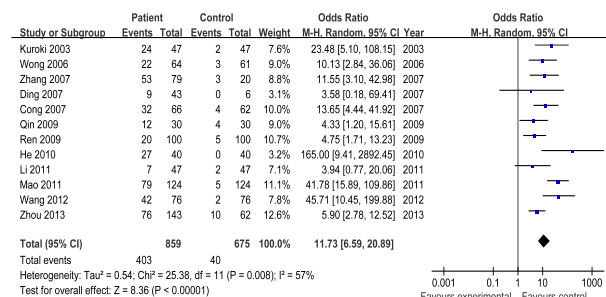 Patient Control Odds Ratio Odds Ratio
Study or Subgroup Events Total Events Total Weight M-H, Random, 95% CI Year M-H, Random, 95% CI
Kuroki 2003 24 47 2 47 7.6% 23.48 [5.10, 108.15] 2003
Wong 2006 22 64 3 61 9.0% 10.13 [2.84, 36.06] 2006
Zhang 2007 53 79 3 20 8.8% 11.55 [3.10, 42.98] 2007
Ding 2007 9 43 0 6 3.2% 3.58 [0.18, 69.41] 2007
Cong 2007 32 66 4 62 9.9% 13.65 [4.44, 41.92] 2007
Qin 2009 12 30 4 30 8.9% 4.33 [1.20, 15.61] 2009
Ren 2009 20 100 5 100 10.4% 4.75 [1.71, 13.23] 2009
He 2010 27 40 0 40 3.5% 165.00 [9.41, 2892.45] 2010
Li 2011 7 47 2 47 7.3% 3.94 [0.77, 20.06] 2011
Mao 2011 79 124 5 124 11.1% 41.78 [15.89, 109.86] 2011
Wang 2012 42 76 2 76 7.9% 45.71 [10.45, 199.88] 2012
Zhou 2013 76 143 10 62 12.5% 5.90 [2.78, 12.52] 2013
Total (95% CI) 859 675 100.0% 11.73 [6.59, 20.89]
Total events 403 40
Heterogeneity: Tau² = 0.54; Chi² = 25.38, df = 11 (P = 0.008); I² = 57%
Test for overall effect: Z = 8.36 (P < 0.00001)
0.001 0.1 1 10 1000
Favours experimental Favours control